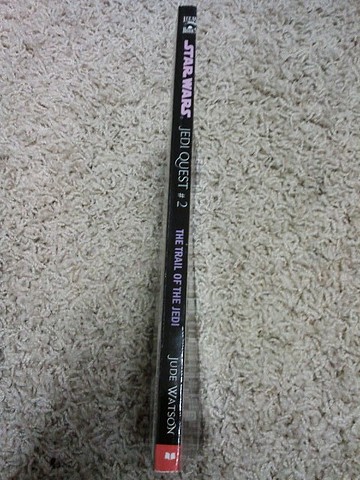 STAR WARS
JEDI QUEST #2
THE TRAIL OF THE JEDI
JUDE WATSON